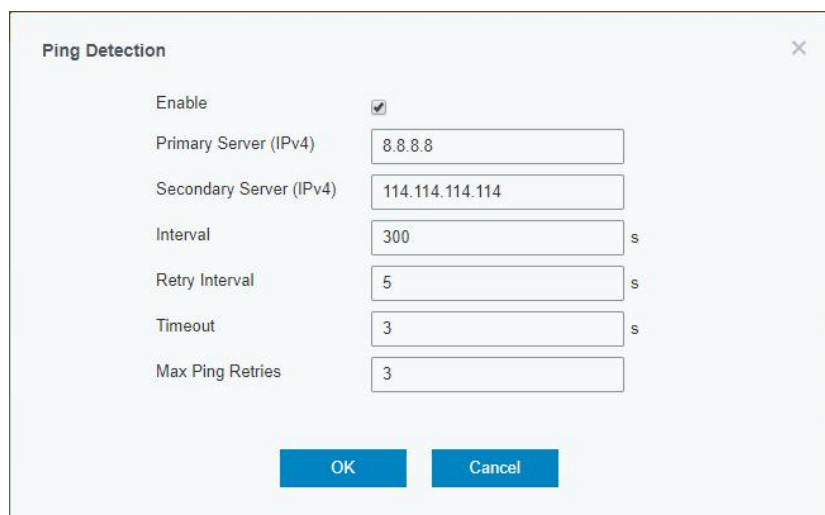 Ping Detection
Enable
Primary Server (IPv4) 8.8.8.8
Secondary Server (IPv4) 114.114.114.114
Interval 300 s
Retry Interval 5 s
Timeout 3 s
Max Ping Retries 3
OK Cancel